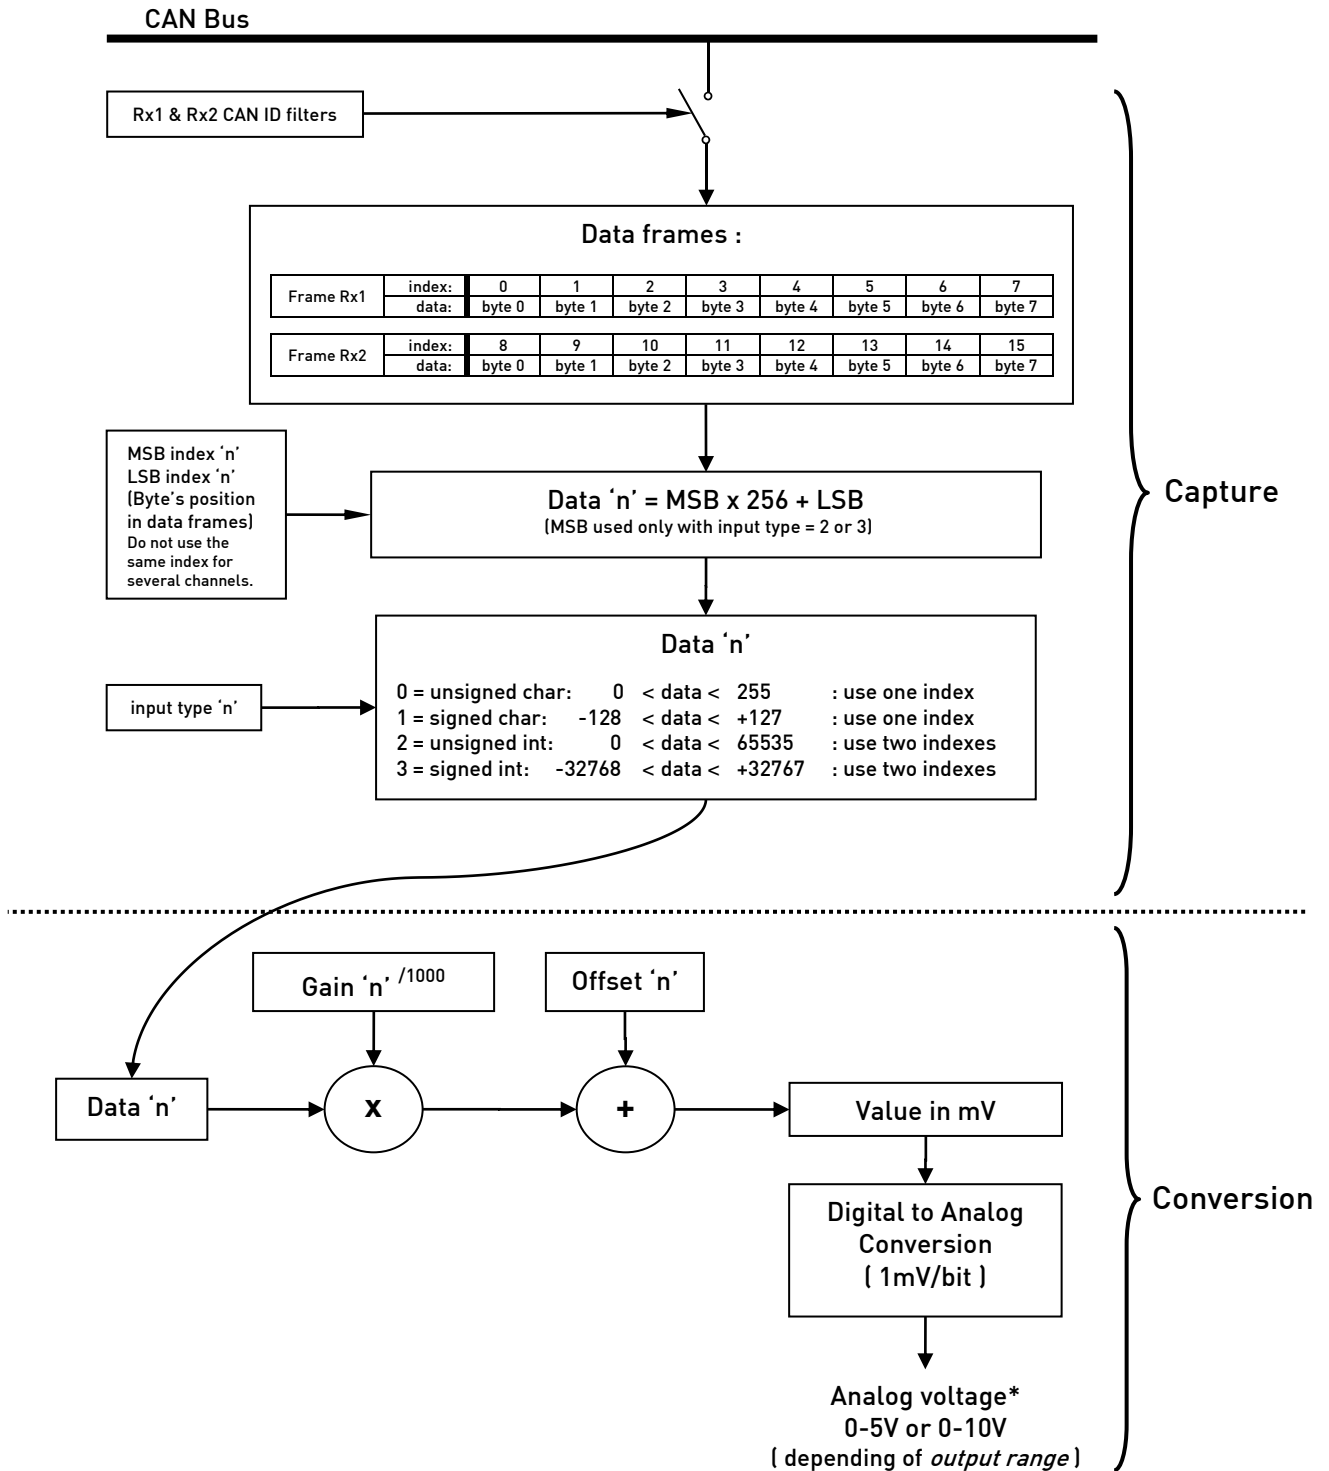 CAN Bus
Rx1 & Rx2 CAN ID filters
Data frames :
Frame Rx1 index: 0 1 2 3 4 5 6 7
data: byte 0 byte 1 byte 2 byte 3 byte 4 byte 5 byte 6 byte 7
Frame Rx2 index: 8 9 10 11 12 13 14 15
data: byte 0 byte 1 byte 2 byte 3 byte 4 byte 5 byte 6 byte 7
MSB index ‘n’
LSB index ‘n’
(Byte’s position
in data frames)
Do not use the
same index for
several channels.
Data ‘n’ = MSB x 256 + LSB
(MSB used only with input type = 2 or 3)
Capture
input type ‘n’
Data ‘n’
0 = unsigned char: 0 < data < 255 : use one index
1 = signed char: -128 < data < +127 : use one index
2 = unsigned int: 0 < data < 65535 : use two indexes
3 = signed int: -32768 < data < +32767 : use two indexes
Gain ‘n’ /1000
Offset ‘n’
Data ‘n’
x
+
Value in mV
Digital to Analog
Conversion
( 1mV/bit )
Conversion
Analog voltage*
0-5V or 0-10V
( depending of output range )